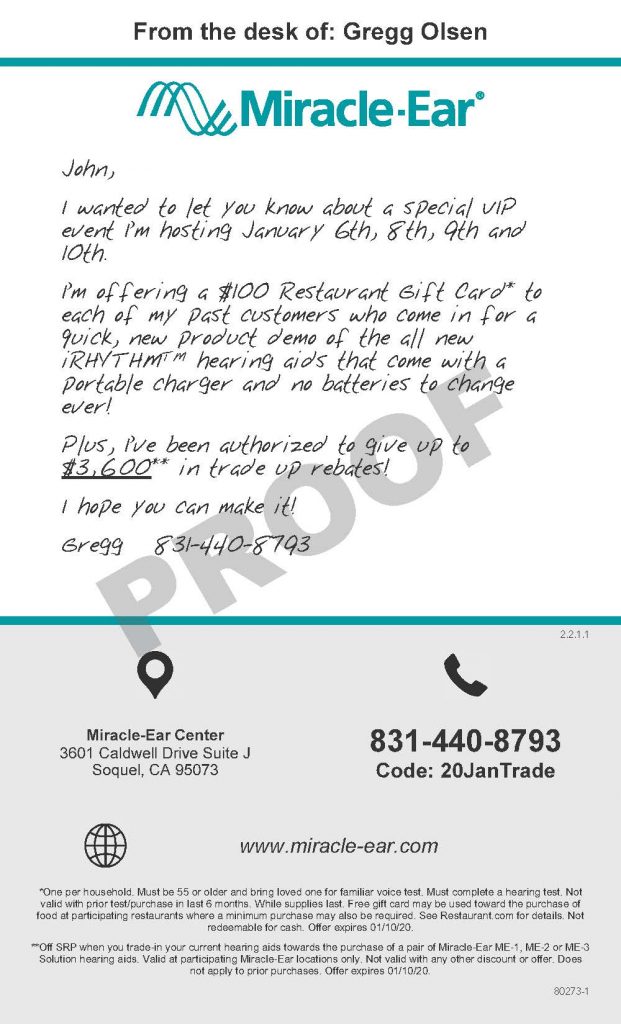 From the desk of: Gregg Olsen
Miracle-Ear®
John,
I wanted to let you know about a special VIP
event I'm hosting January 6th, 8th, 9th and
10th.
I'm offering a $100 Restaurant Gift Card* to
each of my past customers who come in for a
quick, new product demo of the all new
iRHYTHM™ hearing aids that come with a
portable charger and no batteries to change
ever!
Plus, I've been authorized to give up to
$3,600** in trade up rebates!
I hope you can make it!
Gregg 831-440-8793
PROOF
2.2.1.1
Miracle-Ear Center
3601 Caldwell Drive Suite J
Soquel, CA 95073
831-440-8793
Code: 20JanTrade
www.miracle-ear.com
*One per household. Must be 55 or older and bring loved one for familiar voice test. Must complete a hearing test. Not
valid with prior test/purchase in last 6 months. While supplies last. Free gift card may be used toward the purchase of
food at participating restaurants where a minimum purchase may also be required. See Restaurant.com for details. Not
redeemable for cash. Offer expires 01/10/20.
**Off SRP when you trade-in your current hearing aids towards the purchase of a pair of Miracle-Ear ME-1, ME-2 or ME-3
Solution hearing aids. Valid at participating Miracle-Ear locations only. Not valid with any other discount or offer. Does
not apply to prior purchases. Offer expires 01/10/20.
80273-1